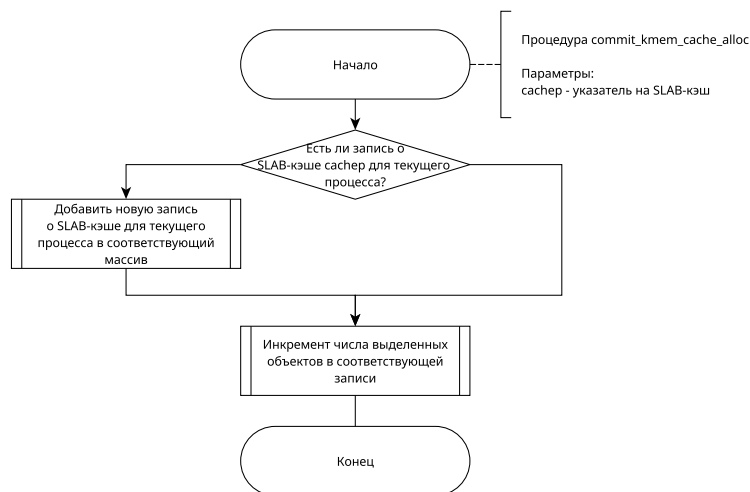 Начало
Процедура commit_kmem_cache_alloc
Параметры:
cachep - указатель на SLAB-кэш
Есть ли запись о
SLAB-кэше cachep для текущего
процесса?
Добавить новую запись
о SLAB-кэше для текущего
процесса в соответствующий
массив
Инкремент числа выделенных
объектов в соответствующей
записи
Конец